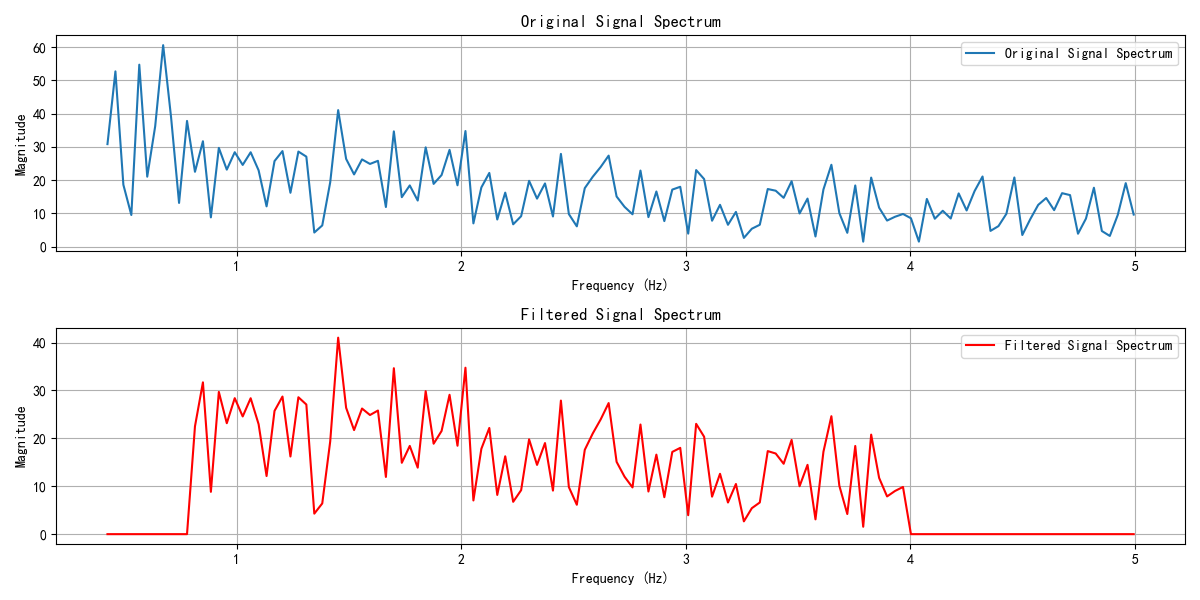 Original Signal Spectrum
Original Signal Spectrum
60
50
40
30
20
10
0
Magnitude
1 2 3 4 5
Frequency (Hz)
Filtered Signal Spectrum
Filtered Signal Spectrum
40
30
20
10
0
Magnitude
1 2 3 4 5
Frequency (Hz)